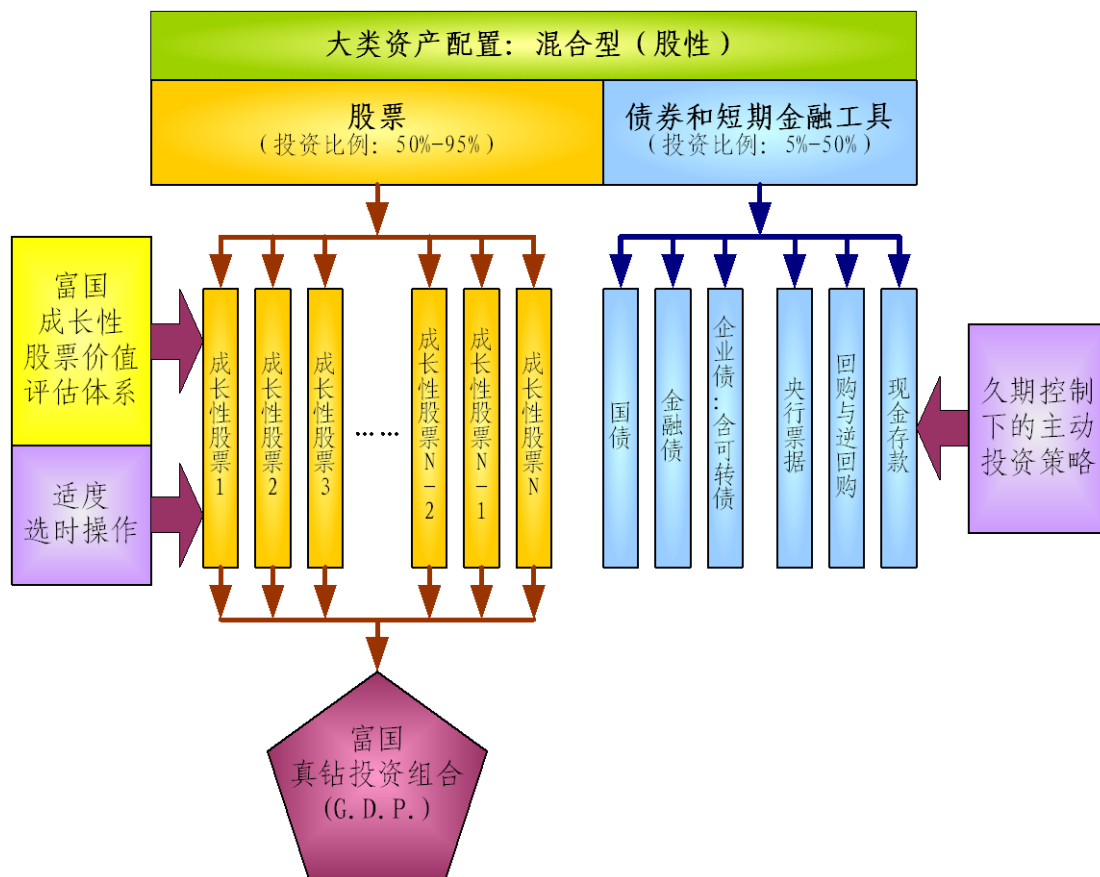 大类资产配置：混合型（股性）
股票
（投资比例：50%-95%）
债券和短期金融工具
（投资比例：5%-50%）
富国
成长性
股票价值
评估体系
适度
选时操作
成长性股票1
成长性股票2
成长性股票3
……
成长性股票N-2
成长性股票N-1
成长性股票N
国债
金融债
企业债：含可转债
央行票据
回购与逆回购
现金存款
久期控制
下的主动
投资策略
富国
真钻投资组合
(G.D.P.)